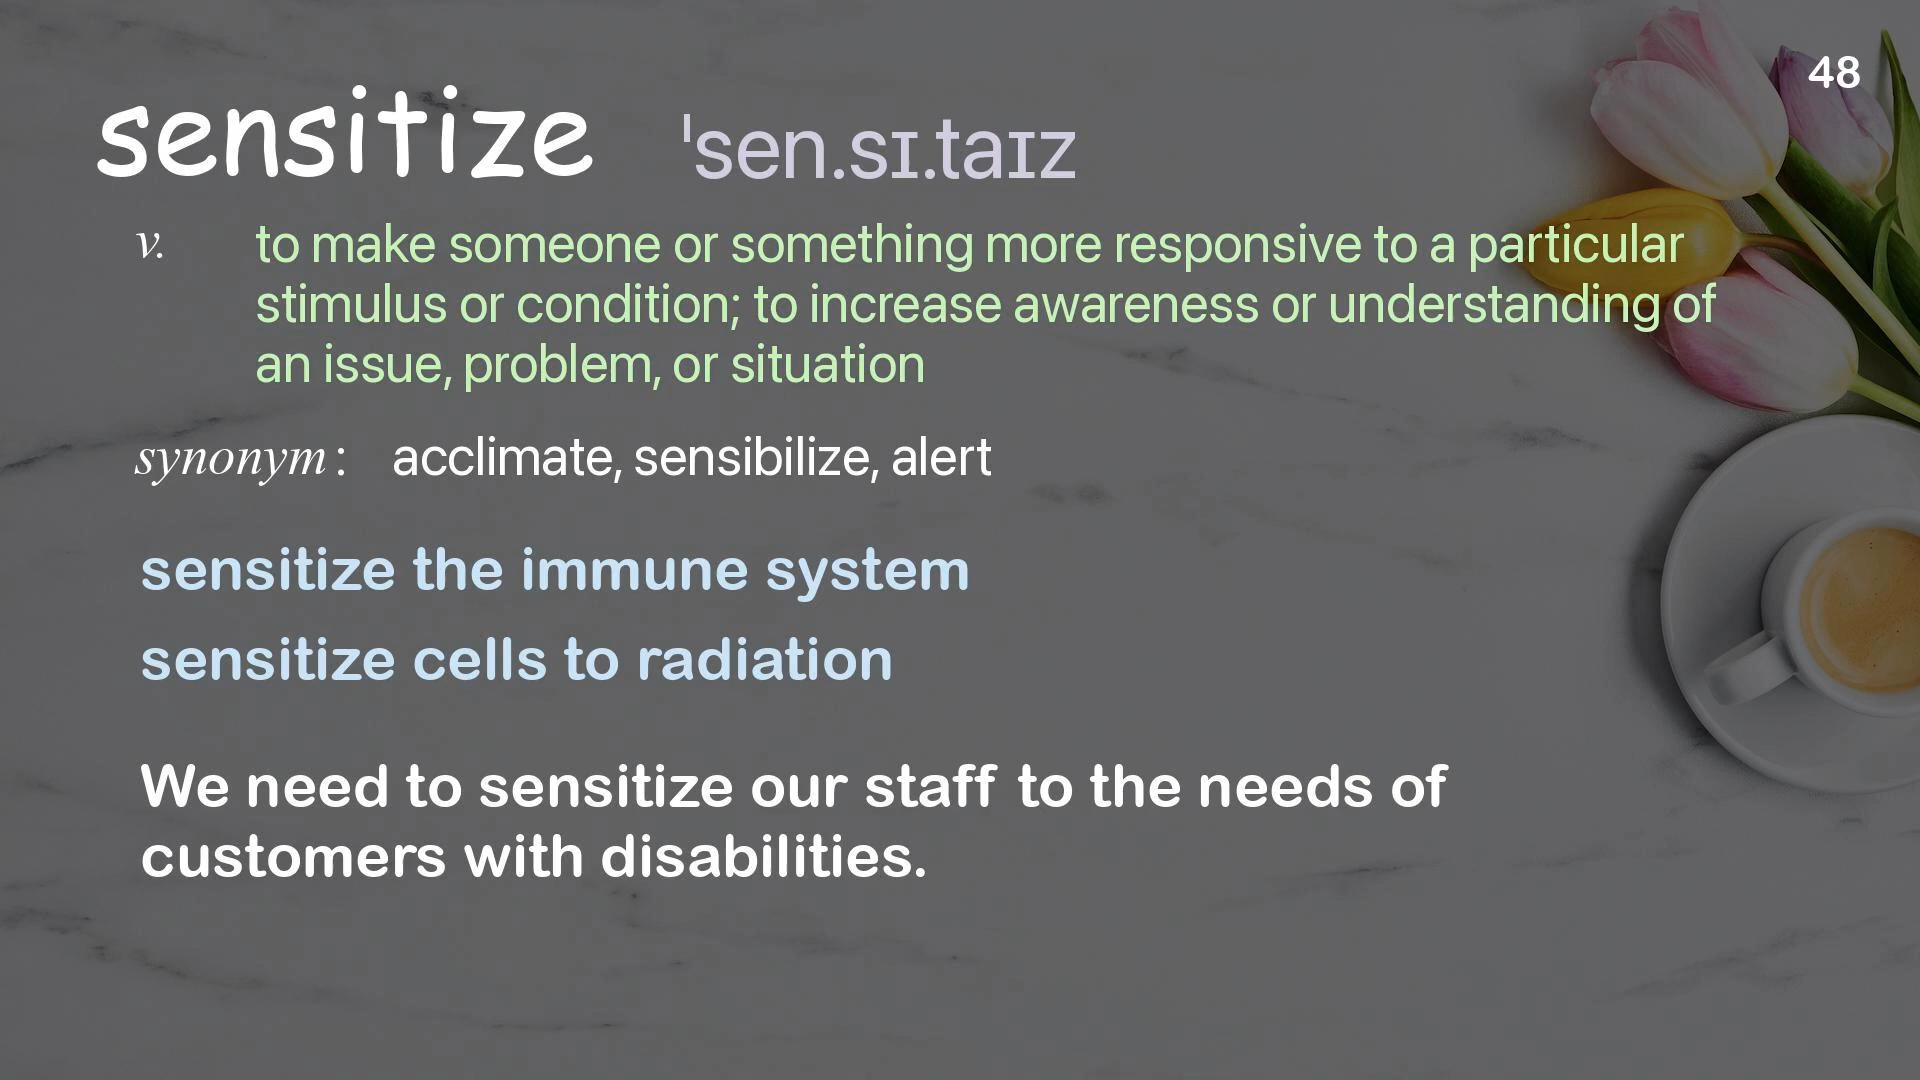 48
sensitize ˈsen.sɪ.taɪz
v. to make someone or something more responsive to a particular
stimulus or condition; to increase awareness or understanding of
an issue, problem, or situation
synonym: acclimate, sensibilize, alert
sensitize the immune system
sensitize cells to radiation
We need to sensitize our staff to the needs of
customers with disabilities.